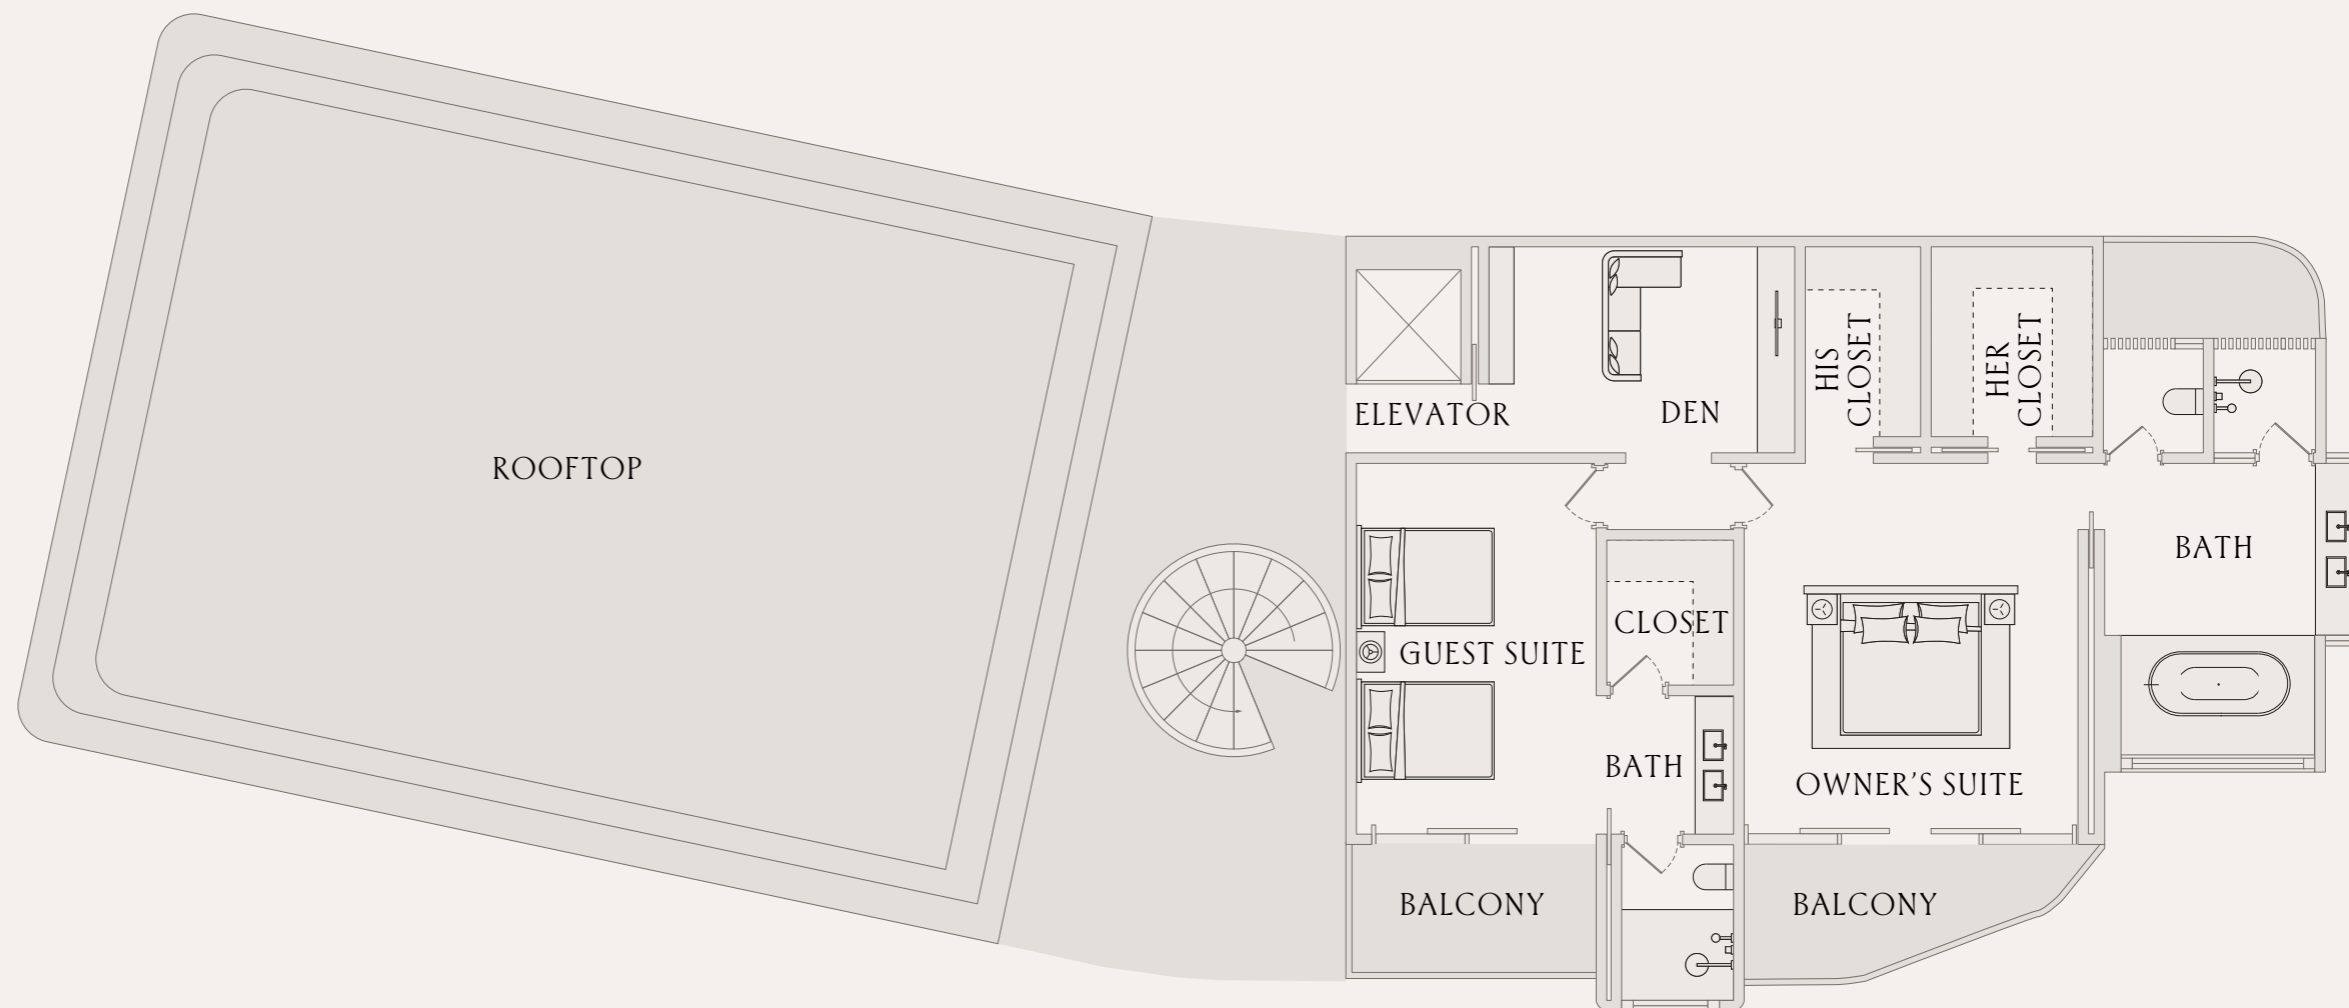 ROOFTOP
ELEVATOR
DEN
HIS
CLOSET
HER
CLOSET
BATH
CLOSET
GUEST SUITE
BATH
OWNER'S SUITE
BALCONY
BALCONY